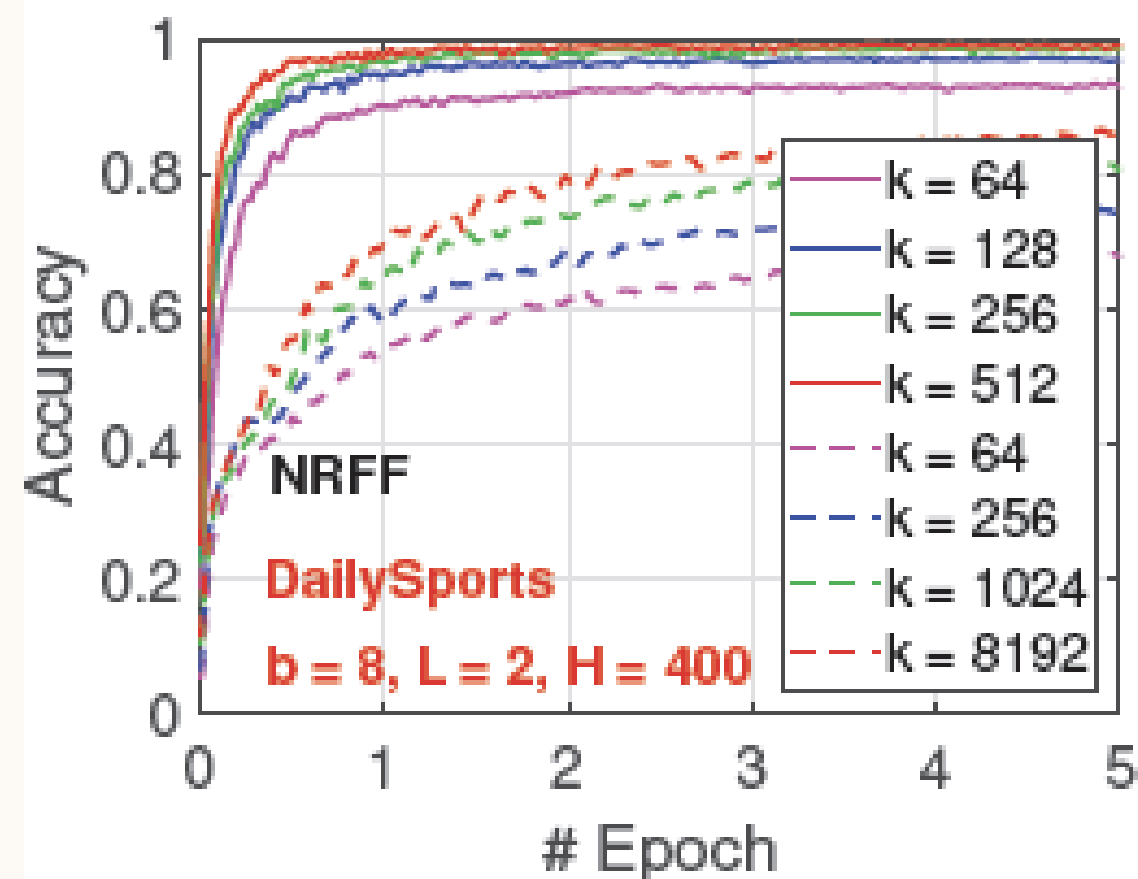 Accuracy
1
0.8
0.6
0.4
0.2
0
NRFF
DailySports
b = 8, L = 2, H = 400
k = 64
k = 128
k = 256
k = 512
k = 64
k = 256
k = 1024
k = 8192
0 1 2 3 4 5
# Epoch